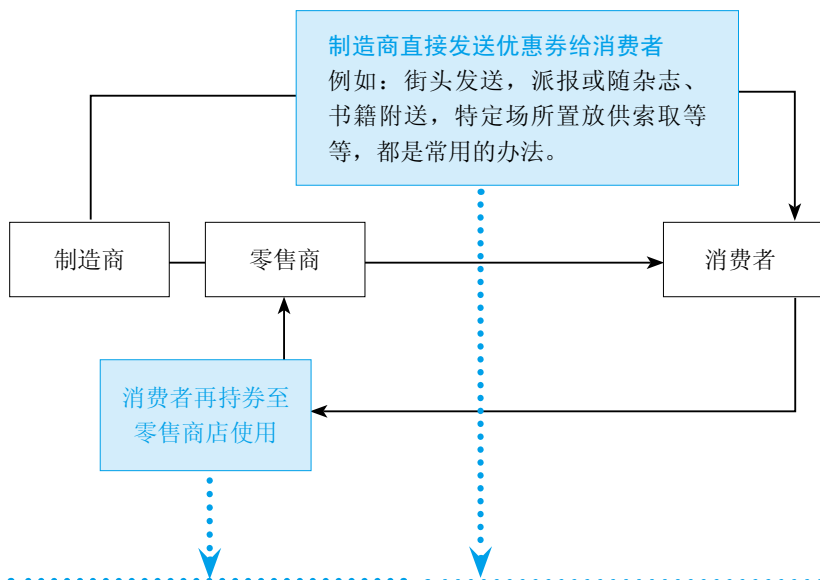 制造商直接发送优惠券给消费者
例如：街头发送，派报或随杂志、
书籍附送，特定场所置放供索取等
等，都是常用的办法。
制造商
零售商
消费者
消费者再持券至
零售商店使用